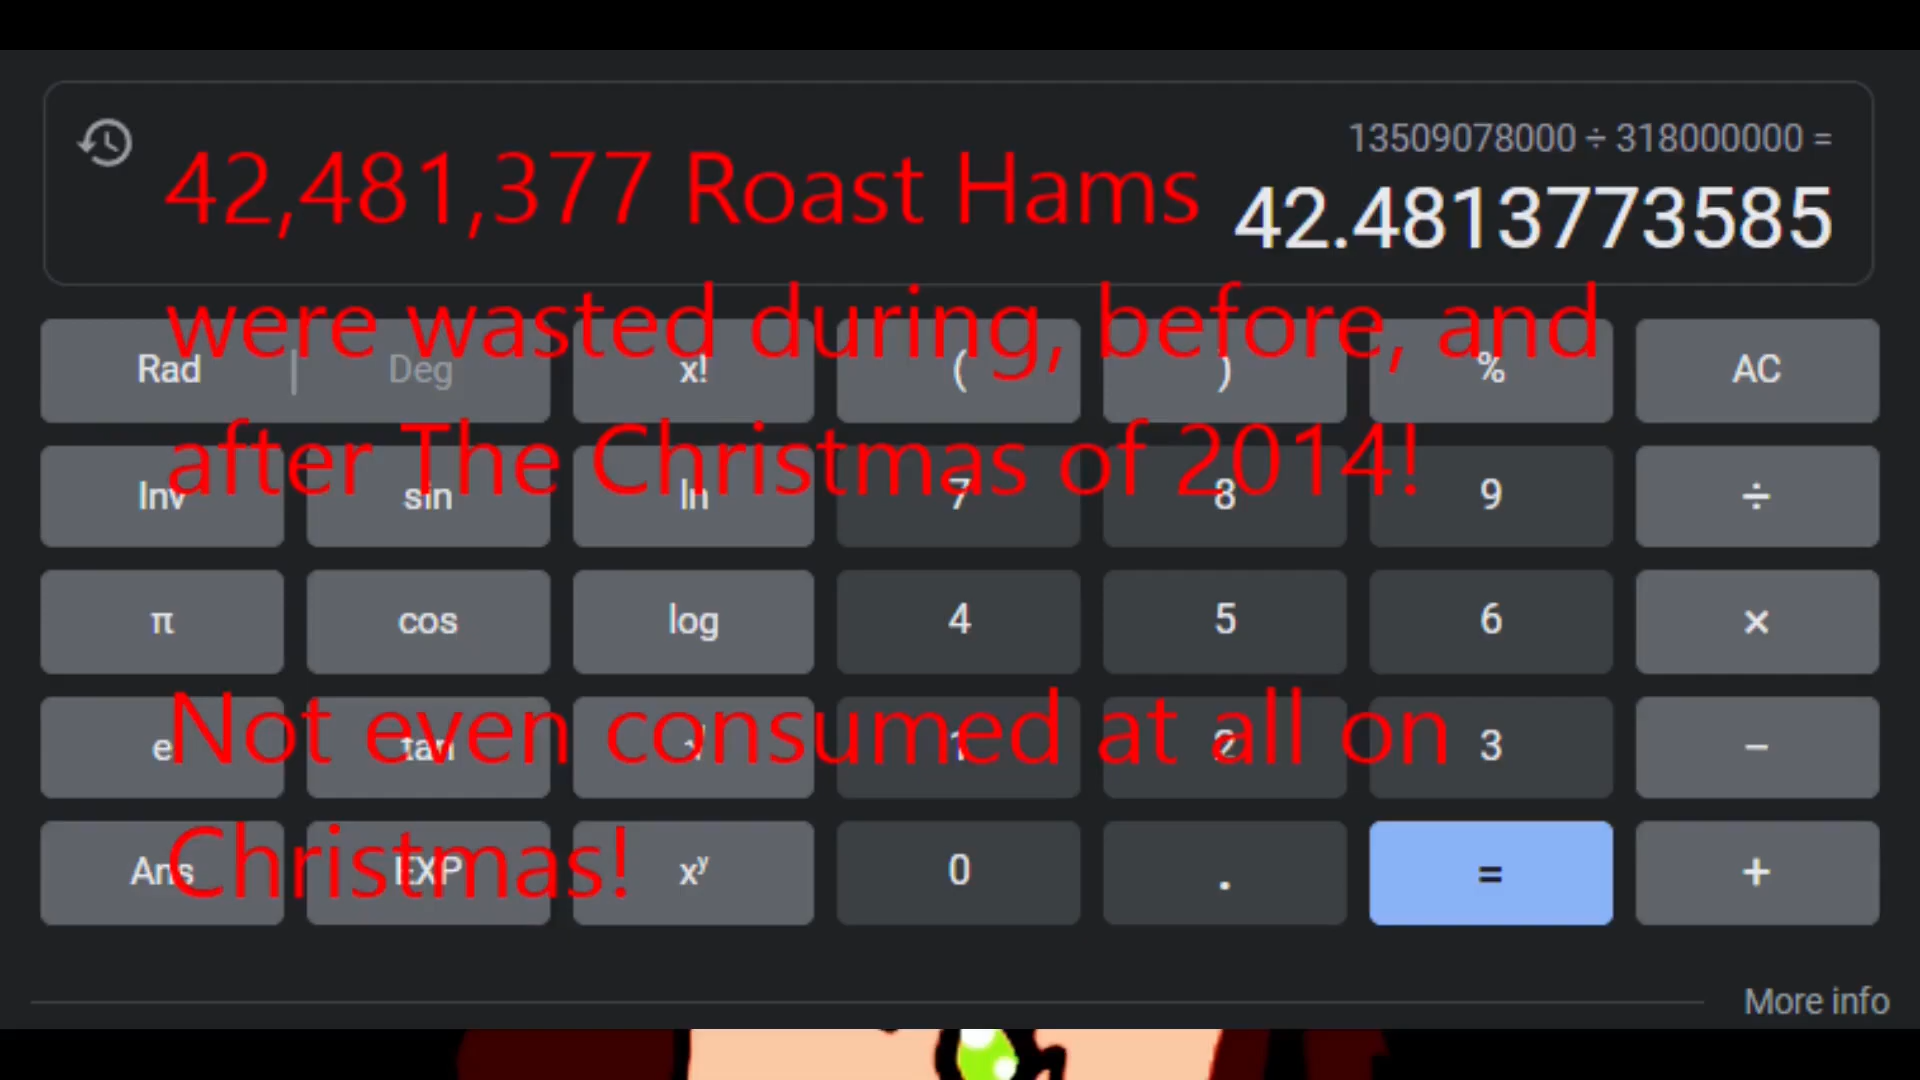 13509078000 ÷ 318000000 =
42.4813773585
42,481,377 Roast Hams
were wasted during, before, and
after The Christmas of 2014!
Not even consumed at all on
Christmas!
Rad | Deg x! ( ) % AC
Inv sin ln 7 8 9 ÷
π cos log 4 5 6 ×
e tan √ 1 2 3 −
Ans EXP xʸ 0 . = +
More info